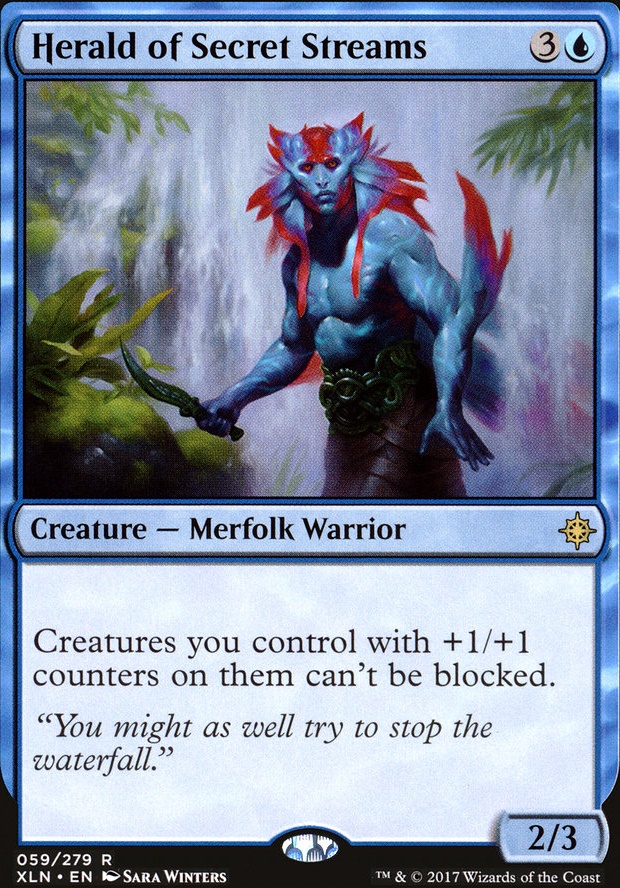 Herald of Secret Streams 3
Creature — Merfolk Warrior
Creatures you control with +1/+1
counters on them can't be blocked.
“You might as well try to stop the
waterfall.”
2/3
059/279 R
XLN • EN Sara Winters
™ & © 2017 Wizards of the Coast